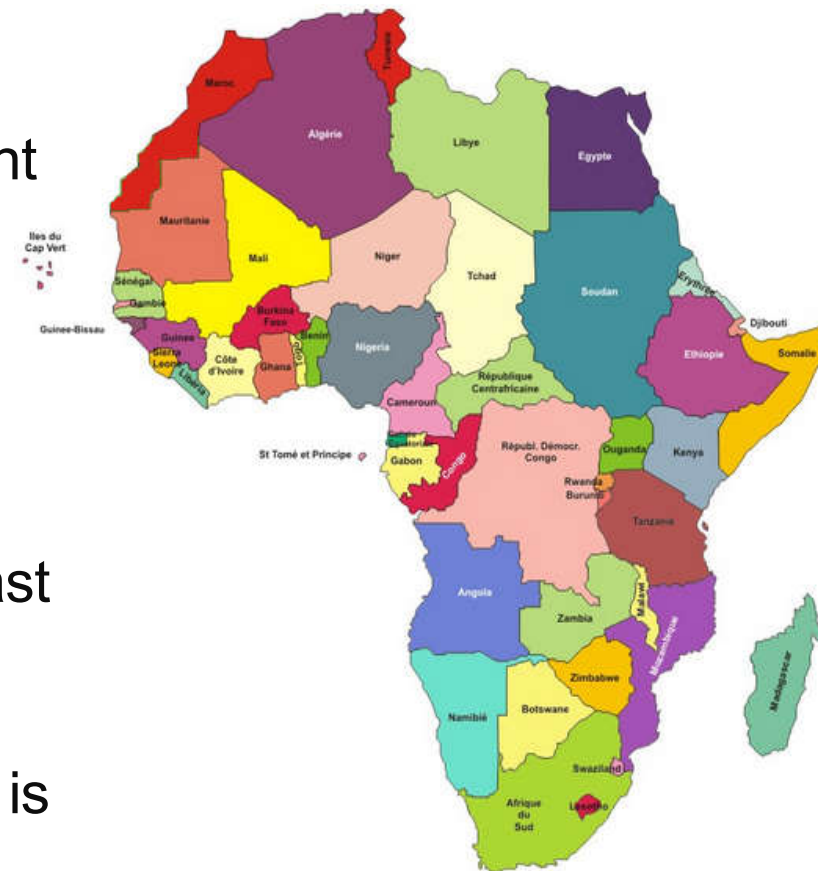 nt
ast
is
Maroc
Tunisie
Algérie
Libye
Egypte
Mauritanie
Iles du
Cap Vert
Mali
Niger
Tchad
Soudan
Erythrée
Sénégal
Gambie
Djibouti
Guinee-Bissau
Guinee
Burkina
Faso
Benin
Nigeria
Ethiopie
Somalie
Sierra
Leone
Libéria
Côte
d'Ivoire
Ghana
Togo
République
Centrafricaine
Cameroun
St Tomé et Principe
Gabon
Congo
Républ. Démocr.
Congo
Ouganda
Kenya
Rwanda
Burundi
Tanzanie
Angola
Zambia
Malawi
Mozambique
Madagascar
Zimbabwe
Namibié
Botswane
Swaziland
Afrique
du
Sud
Lesotho